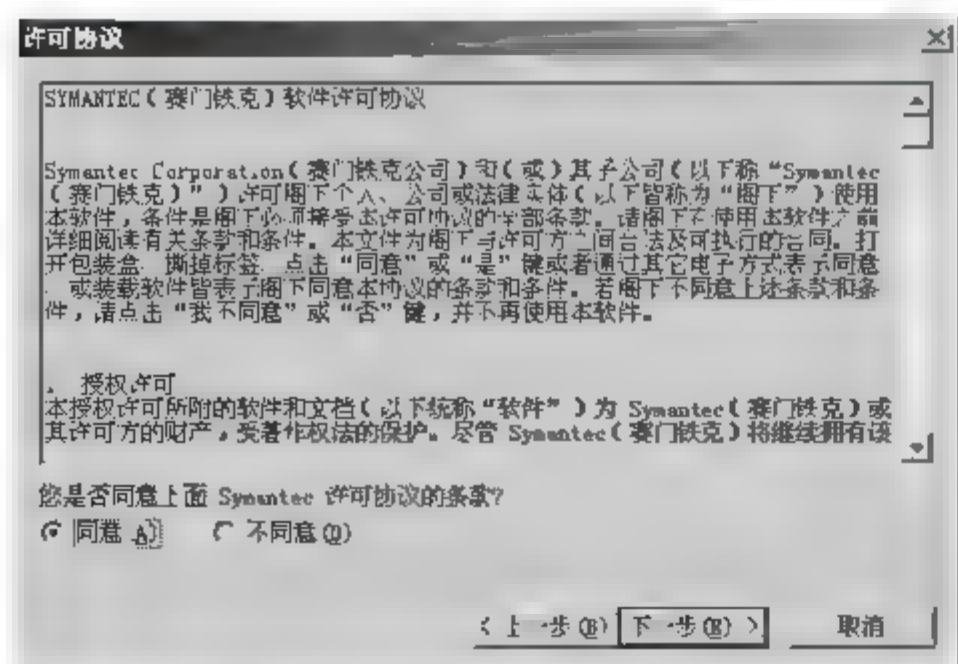 许可协议
SYMANTEC(赛门铁克)软件许可协议
Symantec Corporation(赛门铁克公司)和(或)其子公司(以下称“Symantec
(赛门铁克)”)许可阁下个人、公司或法律实体(以下皆称为“阁下”)使用
本软件，条件是阁下必须接受本许可协议的全部条款。请阁下在使用本软件之前
详细阅读有关条款和条件。本文件为阁下与许可方之间合法及可执行的合同。打
开包装盒 撕掉标签 点击“同意”或“是”键或者通过其它电子方式表示同意
或装载软件皆表示阁下同意本协议的条款和条件。若阁下不同意上述条款和条
件，请点击“我不同意”或“否”键，并不再使用本软件。
. 授权许可
本授权许可所附的软件和文档(以下统称“软件”)为 Symantec(赛门铁克)或
其许可方的财产，受著作权法的保护。尽管 Symantec(赛门铁克)将继续拥有该
您是否同意上面 Symantec 许可协议的条款?
同意(A) 不同意(D)
< 上一步(B) 下一步(N) > 取消